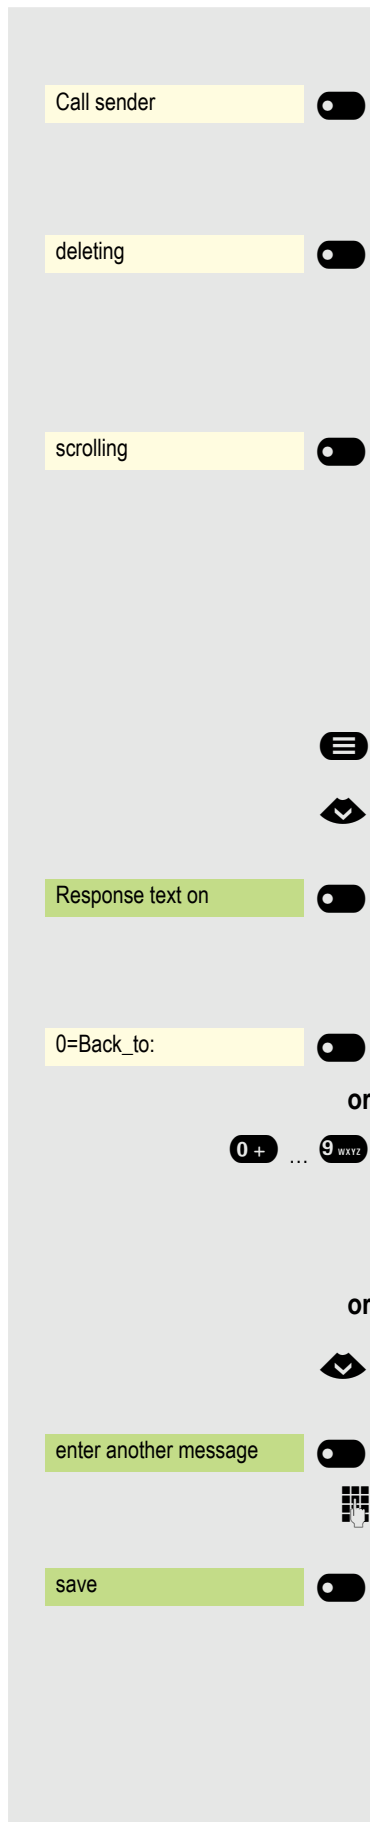 Call sender
deleting
scrolling
Response text on
0=Back_to:
or
0 + ... 9 WXYZ
or
enter another message
save